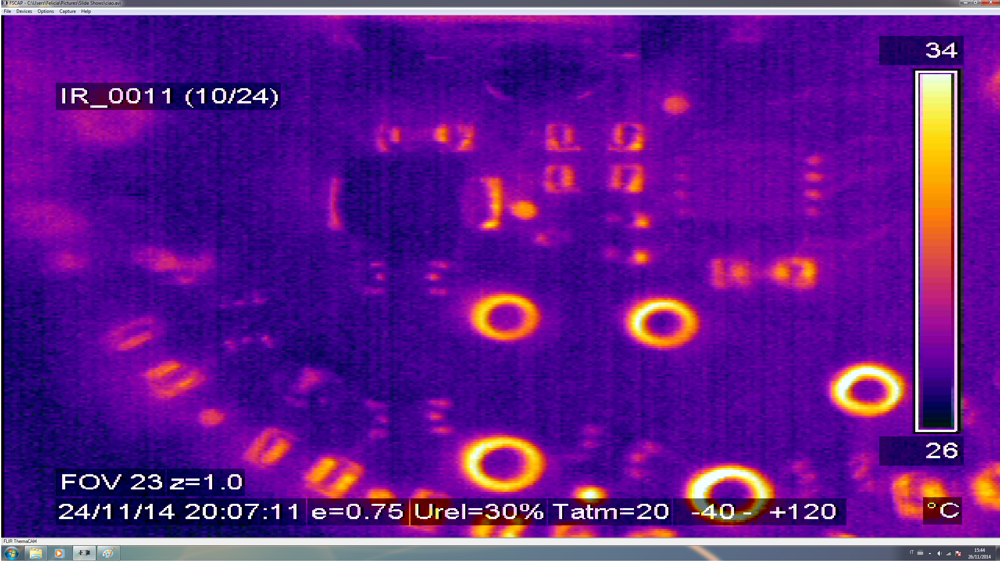 FSCAP - C:\Users\Felicia\Pictures\Slide Shows\ciao.avi
File Devices Options Capture Help
34
IR_0011 (10/24)
26
FOV 23 z=1.0
24/11/14 20:07:11 e=0.75 Urel=30% Tatm=20 -40 - +120 °C
FLIR ThermaCAM
IT
15:44
26/11/2014